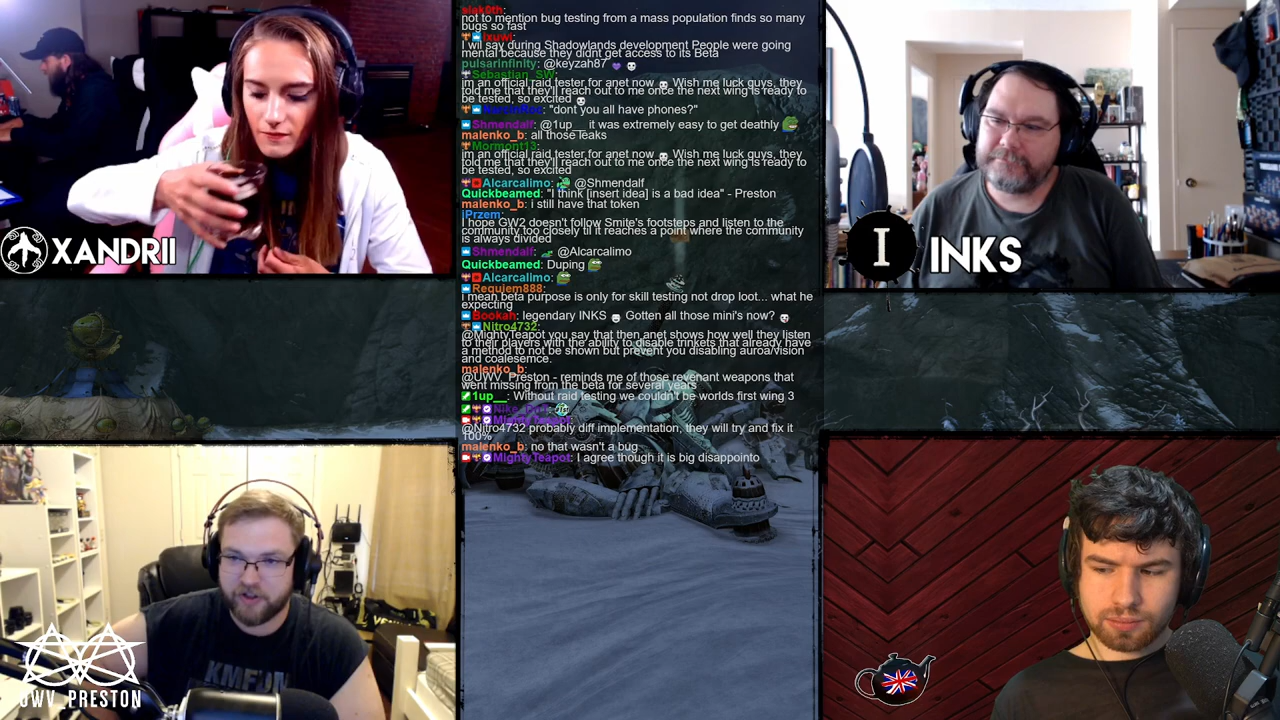 XANDRII
not to mention bug testing from a mass population finds so many
bugs so fast
Ixuwi:
I wil say during Shadowlands development People were going
mental because they didnt get access to its Beta
pulsarInfinity: @keyzah87
Sebastian_SW:
im an official raid tester for anet now Wish me luck guys, they
told me that they'll reach out to me once the next wing is ready to
be tested, so excited
"dont you all have phones?"
Shmendalf: @1up__ it was extremely easy to get deathly
malenko_b: all those leaks
Mormont13:
im an official raid tester for anet now Wish me luck guys, they
told me that they'll reach out to me once the next wing is ready to
be tested, so excited
Alcarcalimo: @Shmendalf
Quickbeamed: "I think [insert idea] is a bad idea" - Preston
malenko_b: i still have that token
iPrzem:
I hope GW2 doesn't follow Smite's footsteps and listen to the
community too closely til it reaches a point where the community
is always divided
Shmendalf: @Alcarcalimo
Quickbeamed: Duping
Alcarcalimo:
Requiem888:
i mean beta purpose is only for skill testing not drop loot... what he
expecting
Bookah: legendary INKS Gotten all those mini's now?
Nitro4732:
@MightyTeapot you say that then anet shows how well they listen
to their players with the ability to disable trinkets that already have
a method to not be shown but prevent you disabling auroa/vision
and coalesemce.
malenko_b:
@UWV_Preston - reminds me of those revenant weapons that
went missing from the beta for several years
1up__: Without raid testing we couldn't be worlds first wing 3
MightyTeapot:
@Nitro4732 probably diff implementation, they will try and fix it
100%
malenko_b: no that wasn't a bug
MightyTeapot: I agree though it is big disappointo
I INKS
KMFDM
UWV_PRESTON